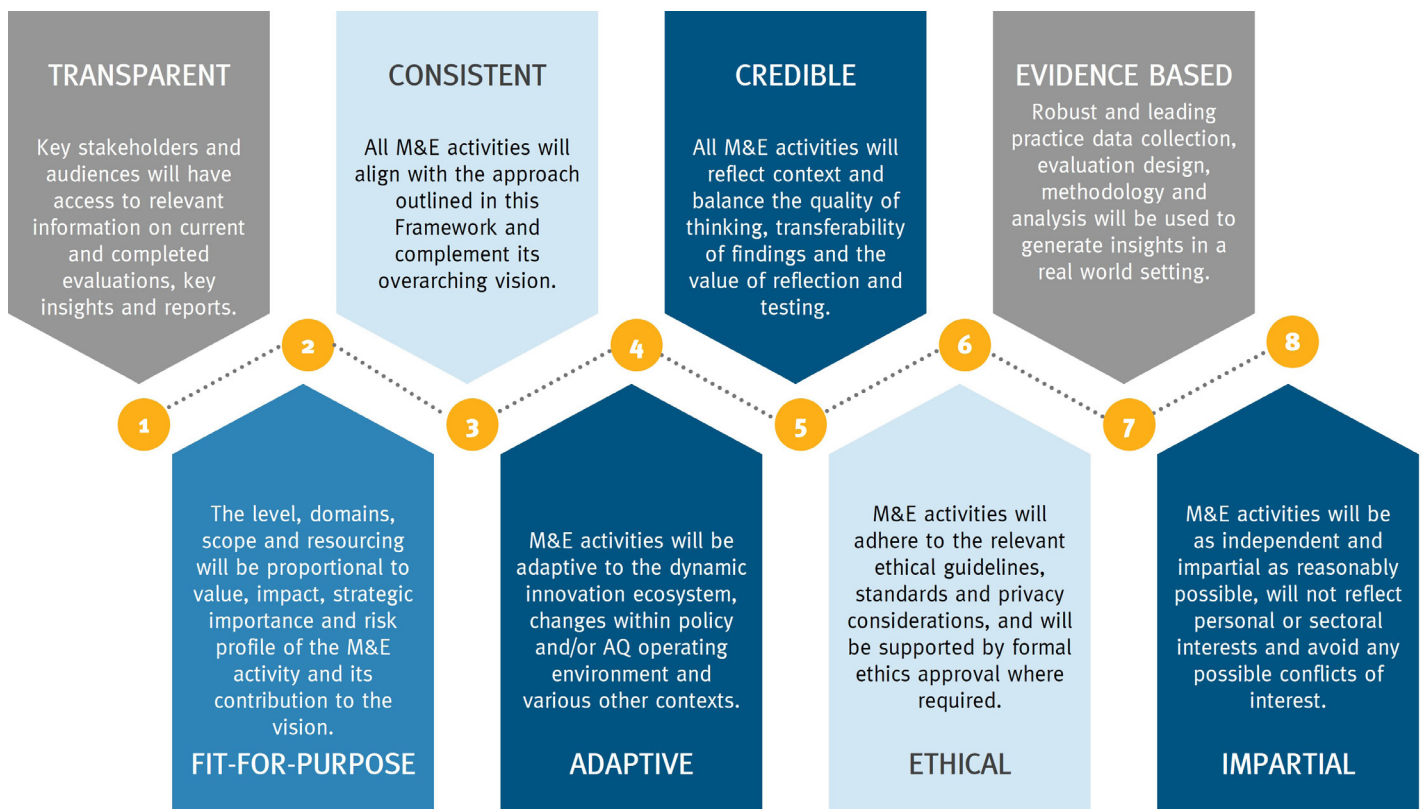 TRANSPARENT
Key stakeholders and
audiences will have
access to relevant
information on current
and completed
evaluations, key
insights and reports.
1
2
The level, domains,
scope and resourcing
will be proportional to
value, impact, strategic
importance and risk
profile of the M&E
activity and its
contribution to the
vision.
FIT-FOR-PURPOSE
CONSISTENT
All M&E activities will
align with the approach
outlined in this
Framework and
complement its
overarching vision.
3
4
M&E activities will be
adaptive to the dynamic
innovation ecosystem,
changes within policy
and/or AQ operating
environment and
various other contexts.
ADAPTIVE
CREDIBLE
All M&E activities will
reflect context and
balance the quality of
thinking, transferability
of findings and the
value of reflection and
testing.
5
6
M&E activities will
adhere to the relevant
ethical guidelines,
standards and privacy
considerations, and will
be supported by formal
ethics approval where
required.
ETHICAL
EVIDENCE BASED
Robust and leading
practice data collection,
evaluation design,
methodology and
analysis will be used to
generate insights in a
real world setting.
7
8
M&E activities will be
as independent and
impartial as reasonably
possible, will not reflect
personal or sectoral
interests and avoid any
possible conflicts of
interest.
IMPARTIAL